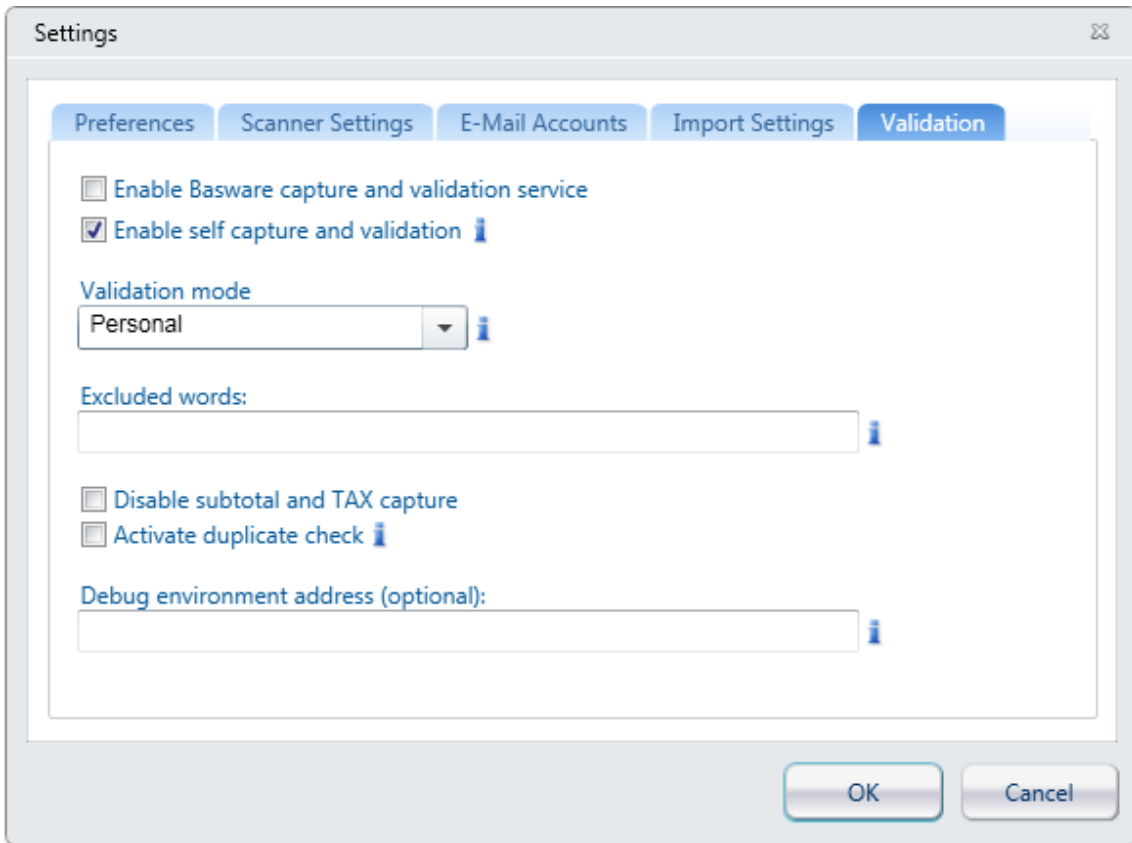 Settings
Preferences Scanner Settings E-Mail Accounts Import Settings Validation
Enable Basware capture and validation service
Enable self capture and validation
Validation mode
Personal
Excluded words:
Disable subtotal and TAX capture
Activate duplicate check
Debug environment address (optional):
OK Cancel